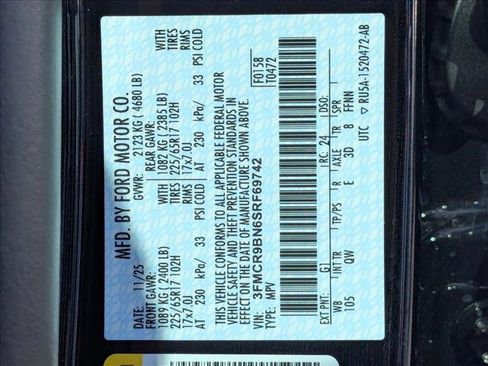 MFD. BY FORD MOTOR CO.
11/25 GVWR: 2123 KG ( 4680 LB)
FRONT GAWR: REAR GAWR:
1089 KG ( 2400 LB) WITH 1082 KG ( 2385 LB) WITH
225/65R17 102H TIRES 225/65R17 102H TIRES
17x7.0J RIMS 17x7.0J RIMS
AT 230 kPa/ 33 PSI COLD AT 230 kPa/ 33 PSI COLD
THIS VEHICLE CONFORMS TO ALL APPLICABLE FEDERAL MOTOR
VEHICLE SAFETY AND THEFT PREVENTION STANDARDS IN
EFFECT ON THE DATE OF MANUFACTURE SHOWN ABOVE.
VIN: 3FMCR9BN6SRF69742
TYPE: MPV
F0158
T0472
EXT PNT: G1 RC: 24 DSO:
WB INT TR TP/PS R AXLE TR SPR
105 QW E 3D 8 FFNN
UTC ▽ RU5A-1520472-AB